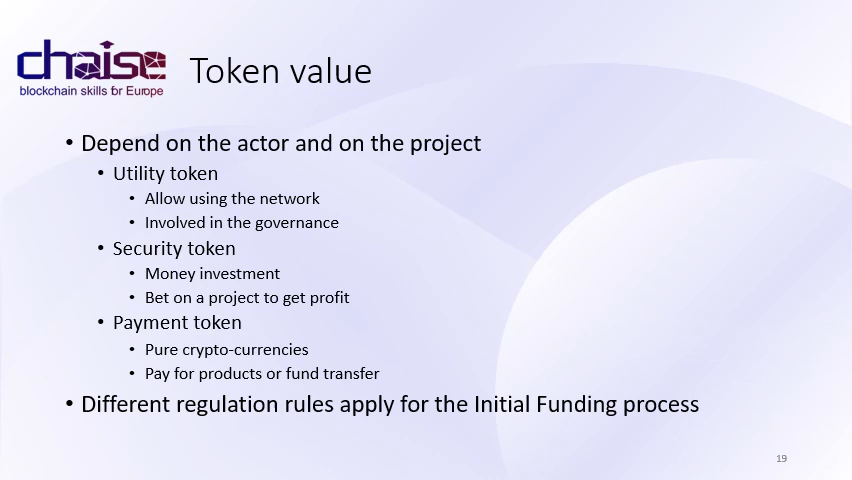 chaise
blockchain skills for Europe
Token value
• Depend on the actor and on the project
• Utility token
• Allow using the network
• Involved in the governance
• Security token
• Money investment
• Bet on a project to get profit
• Payment token
• Pure crypto-currencies
• Pay for products or fund transfer
• Different regulation rules apply for the Initial Funding process
19